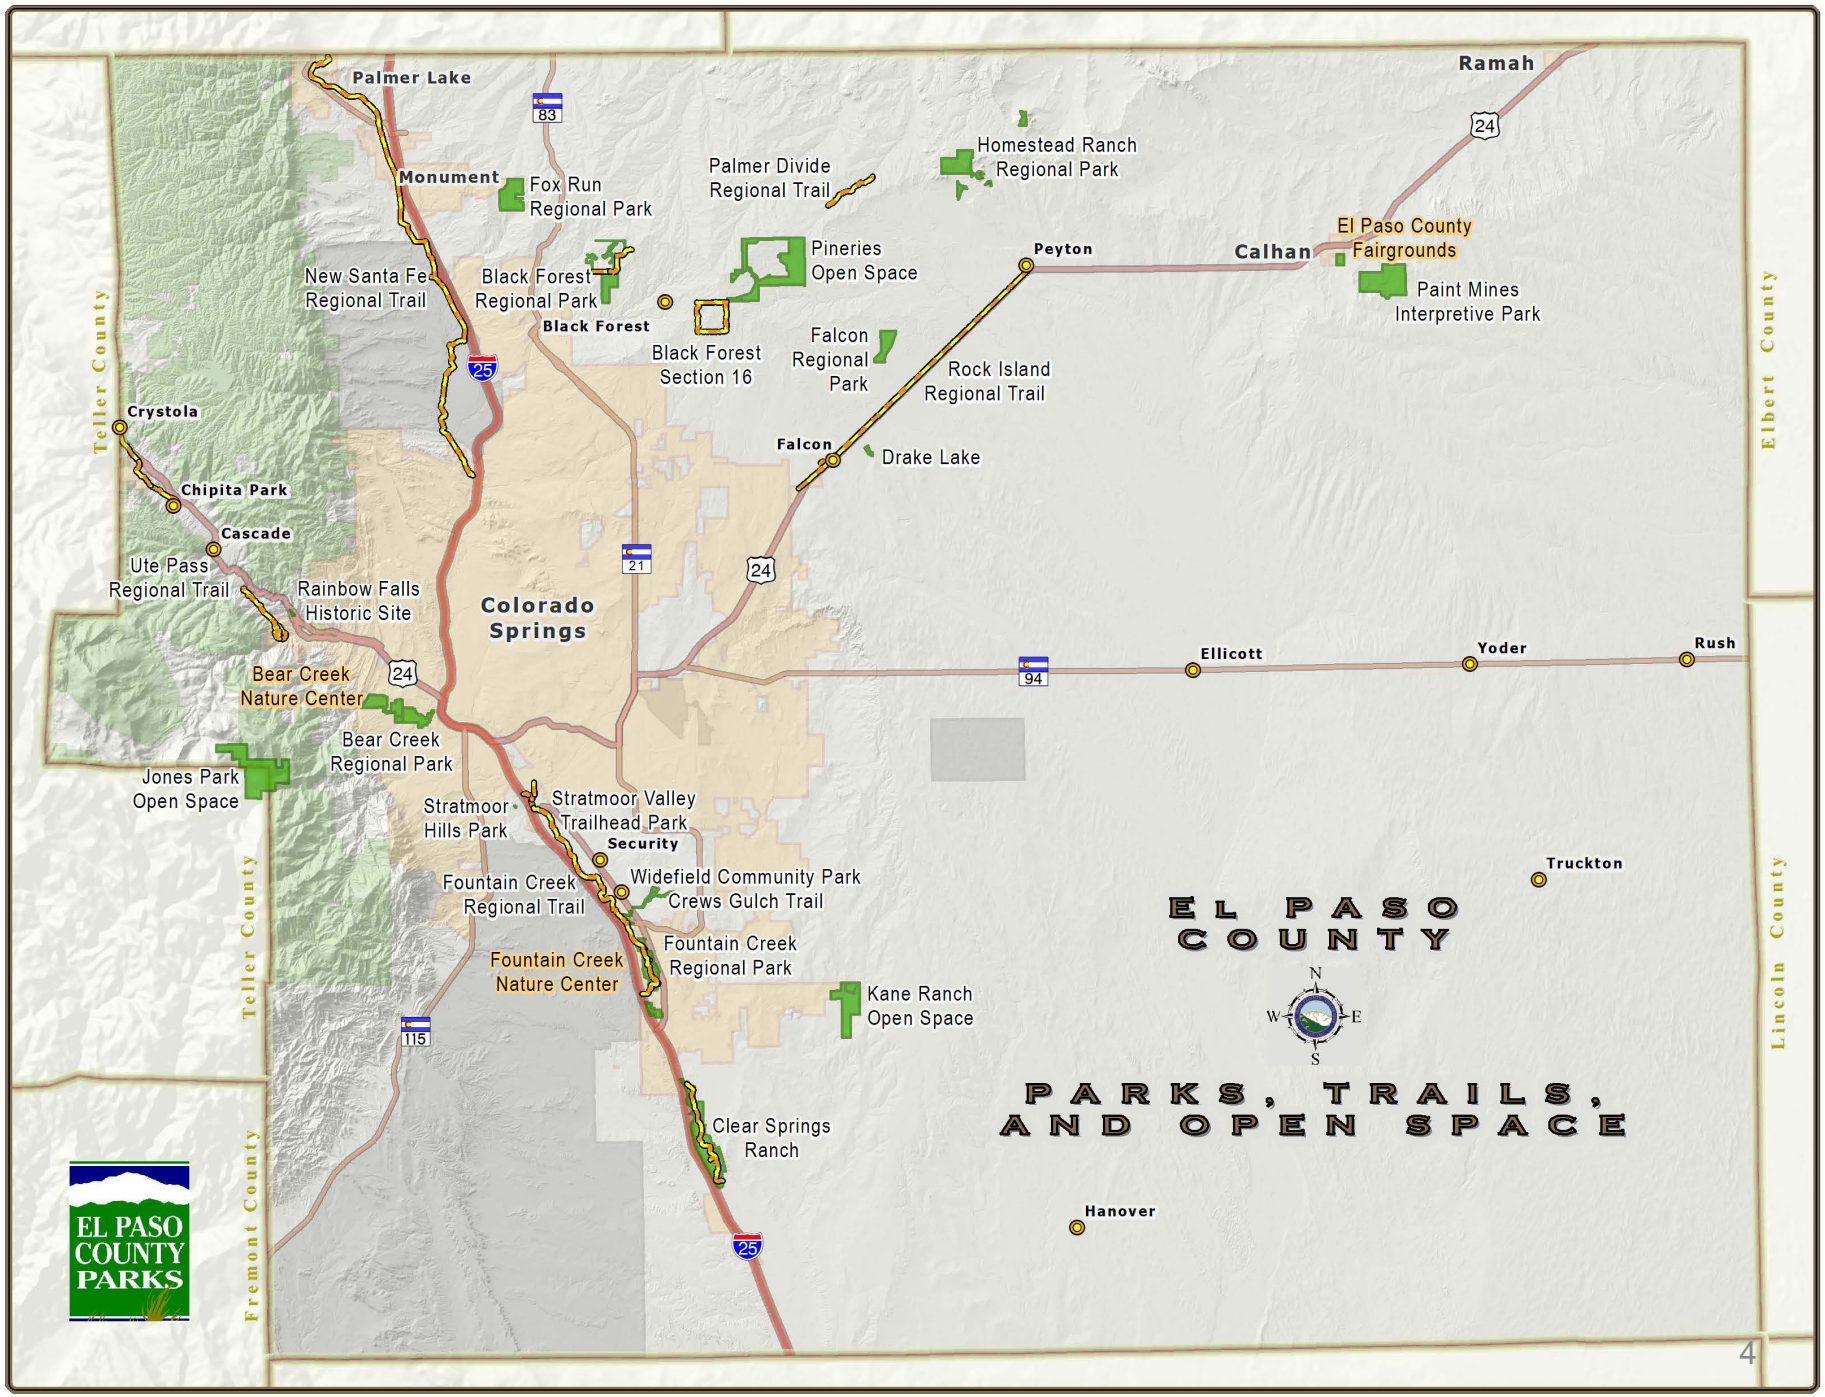 Palmer Lake
Ramah
83
24
Homestead Ranch
Regional Park
Palmer Divide
Regional Trail
Monument
Fox Run
Regional Park
El Paso County
Fairgrounds
Pineries
Open Space
Peyton
Calhan
New Santa Fe
Regional Trail
Black Forest
Regional Park
Paint Mines
Interpretive Park
Black Forest
Black Forest
Section 16
Falcon
Regional
Park
Rock Island
Regional Trail
25
Teller County
Elbert County
Crystola
Falcon
Drake Lake
Chipita Park
Cascade
21
24
Ute Pass
Regional Trail
Rainbow Falls
Historic Site
Colorado
Springs
Bear Creek
Nature Center
24
94
Ellicott
Yoder
Rush
Bear Creek
Regional Park
Jones Park
Open Space
Stratmoor
Hills Park
Stratmoor Valley
Trailhead Park
Security
Widefield Community Park
Crews Gulch Trail
Fountain Creek
Regional Trail
Truckton
Teller County
Lincoln County
EL PASO
COUNTY
Fountain Creek
Regional Park
Fountain Creek
Nature Center
Kane Ranch
Open Space
N
W
E
S
115
PARKS, TRAILS,
AND OPEN SPACE
Clear Springs
Ranch
Fremont County
EL PASO
COUNTY
PARKS
Hanover
25
4